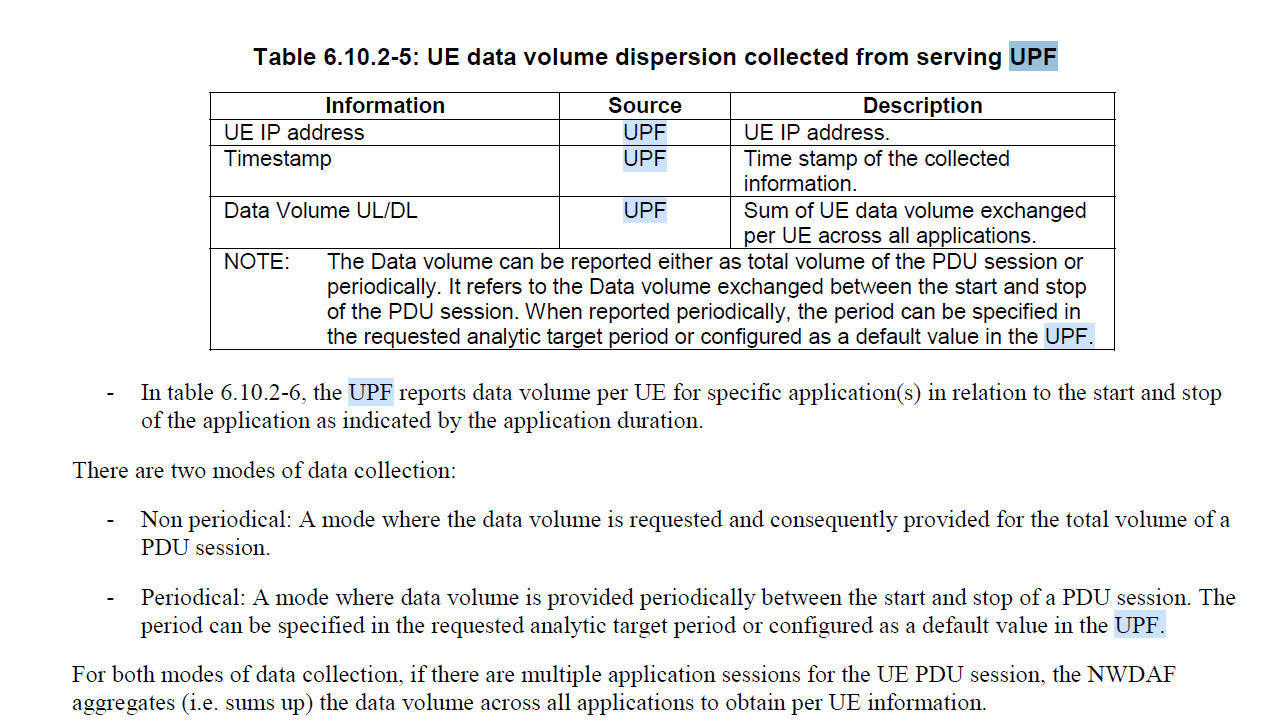 Table 6.10.2-5: UE data volume dispersion collected from serving UPF
Information Source Description
UE IP address UPF UE IP address.
Timestamp UPF Time stamp of the collected
information.
Data Volume UL/DL UPF Sum of UE data volume exchanged
per UE across all applications.
NOTE: The Data volume can be reported either as total volume of the PDU session or
periodically. It refers to the Data volume exchanged between the start and stop
of the PDU session. When reported periodically, the period can be specified in
the requested analytic target period or configured as a default value in the UPF.
- In table 6.10.2-6, the UPF reports data volume per UE for specific application(s) in relation to the start and stop
of the application as indicated by the application duration.
There are two modes of data collection:
- Non periodical: A mode where the data volume is requested and consequently provided for the total volume of a
PDU session.
- Periodical: A mode where data volume is provided periodically between the start and stop of a PDU session. The
period can be specified in the requested analytic target period or configured as a default value in the UPF.
For both modes of data collection, if there are multiple application sessions for the UE PDU session, the NWDAF
aggregates (i.e. sums up) the data volume across all applications to obtain per UE information.